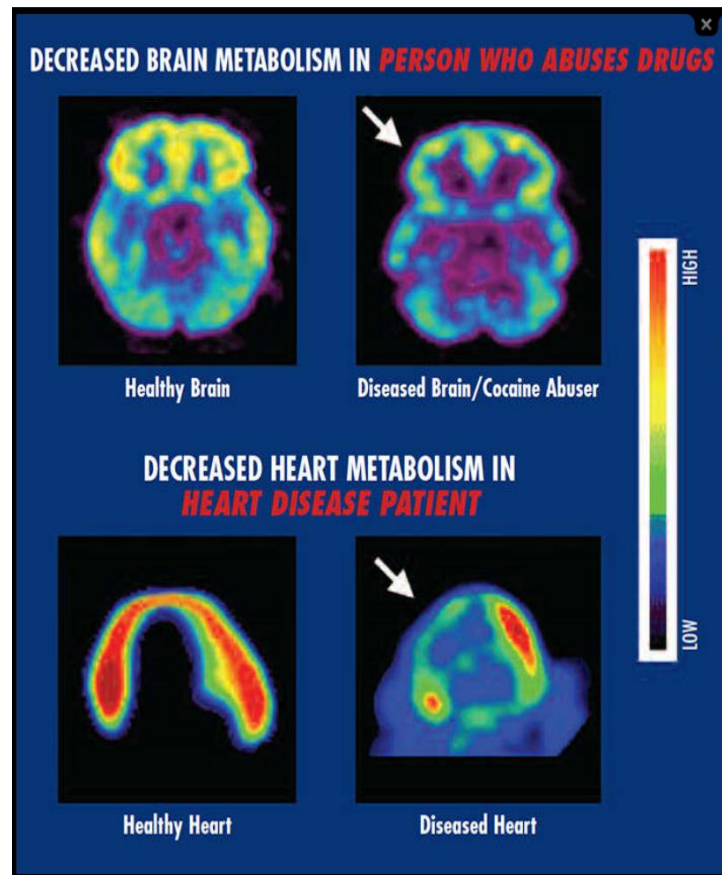 DECREASED BRAIN METABOLISM IN PERSON WHO ABUSES DRUGS
Healthy Brain
Diseased Brain/Cocaine Abuser
HIGH
LOW
DECREASED HEART METABOLISM IN
HEART DISEASE PATIENT
Healthy Heart
Diseased Heart